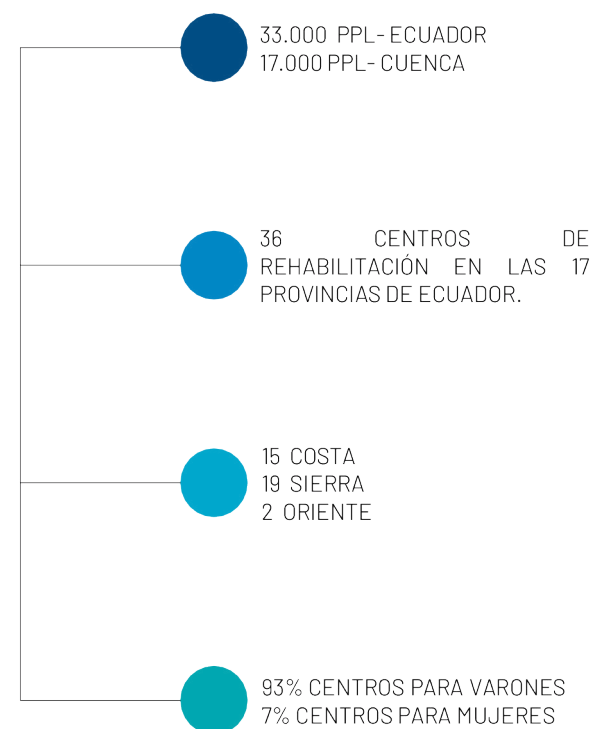 33.000 PPL- ECUADOR
17.000 PPL- CUENCA
36 CENTROS DE
REHABILITACIÓN EN LAS 17
PROVINCIAS DE ECUADOR.
15 COSTA
19 SIERRA
2 ORIENTE
93% CENTROS PARA VARONES
7% CENTROS PARA MUJERES